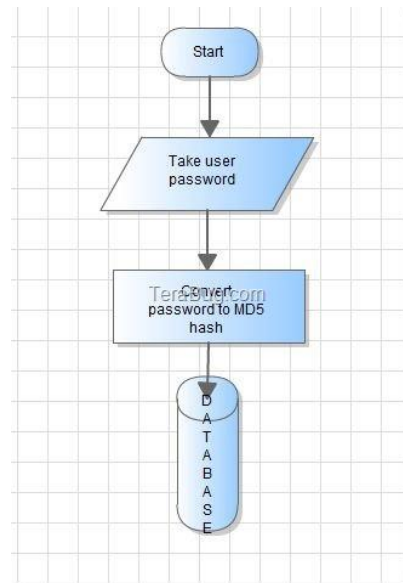 Start
Take user
password
Convert
TeraBug.com
password to MD5
hash
D
A
T
A
B
A
S
E